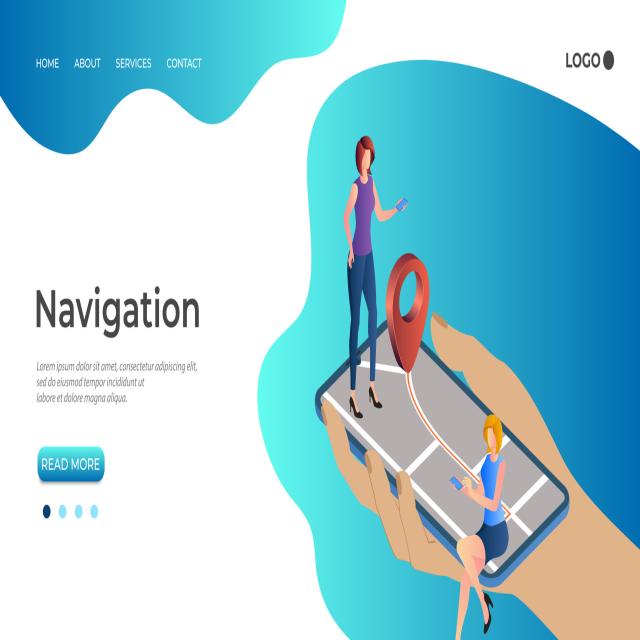 HOME ABOUT SERVICES CONTACT
LOGO
Navigation
Lorem ipsum dolor sit amet, consectetur adipiscing elit,
sed do eiusmod tempor incididunt ut
labore et dolore magna aliqua.
READ MORE